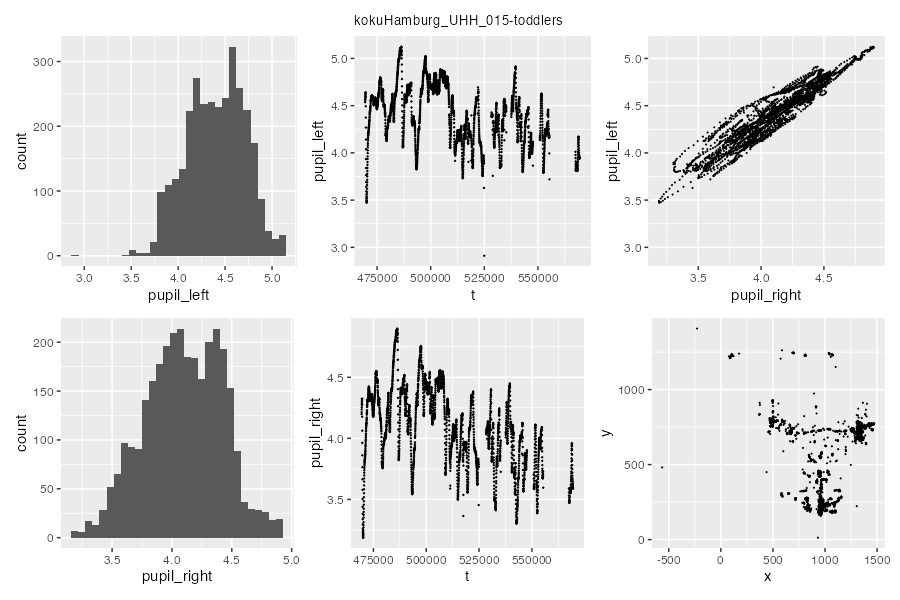 kokuHamburg_UHH_015-toddlers
300
200
100
0
count
3.0 3.5 4.0 4.5 5.0
pupil_left
5.0
4.5
4.0
3.5
3.0
pupil_left
475000 500000 525000 550000
t
5.0
4.5
4.0
3.5
3.0
pupil_left
3.5 4.0 4.5
pupil_right
200
150
100
50
0
count
3.5 4.0 4.5 5.0
pupil_right
4.5
4.0
3.5
pupil_right
475000 500000 525000 550000
t
1000
500
0
y
-500 0 500 1000 1500
x